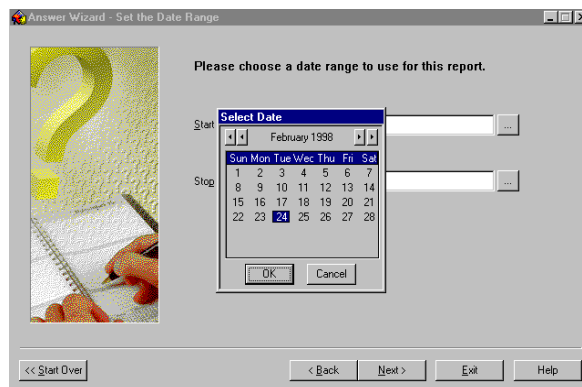 Answer Wizard - Set the Date Range
Please choose a date range to use for this report.
Start
Select Date
February 1998
Sun Mon Tue Wec Thu Fri Sat
1 2 3 4 5 6 7
8 9 10 11 12 13 14
15 16 17 18 19 20 21
22 23 24 25 26 27 28
OK Cancel
...
Stop
...
<< Start Over < Back Next > Exit Help